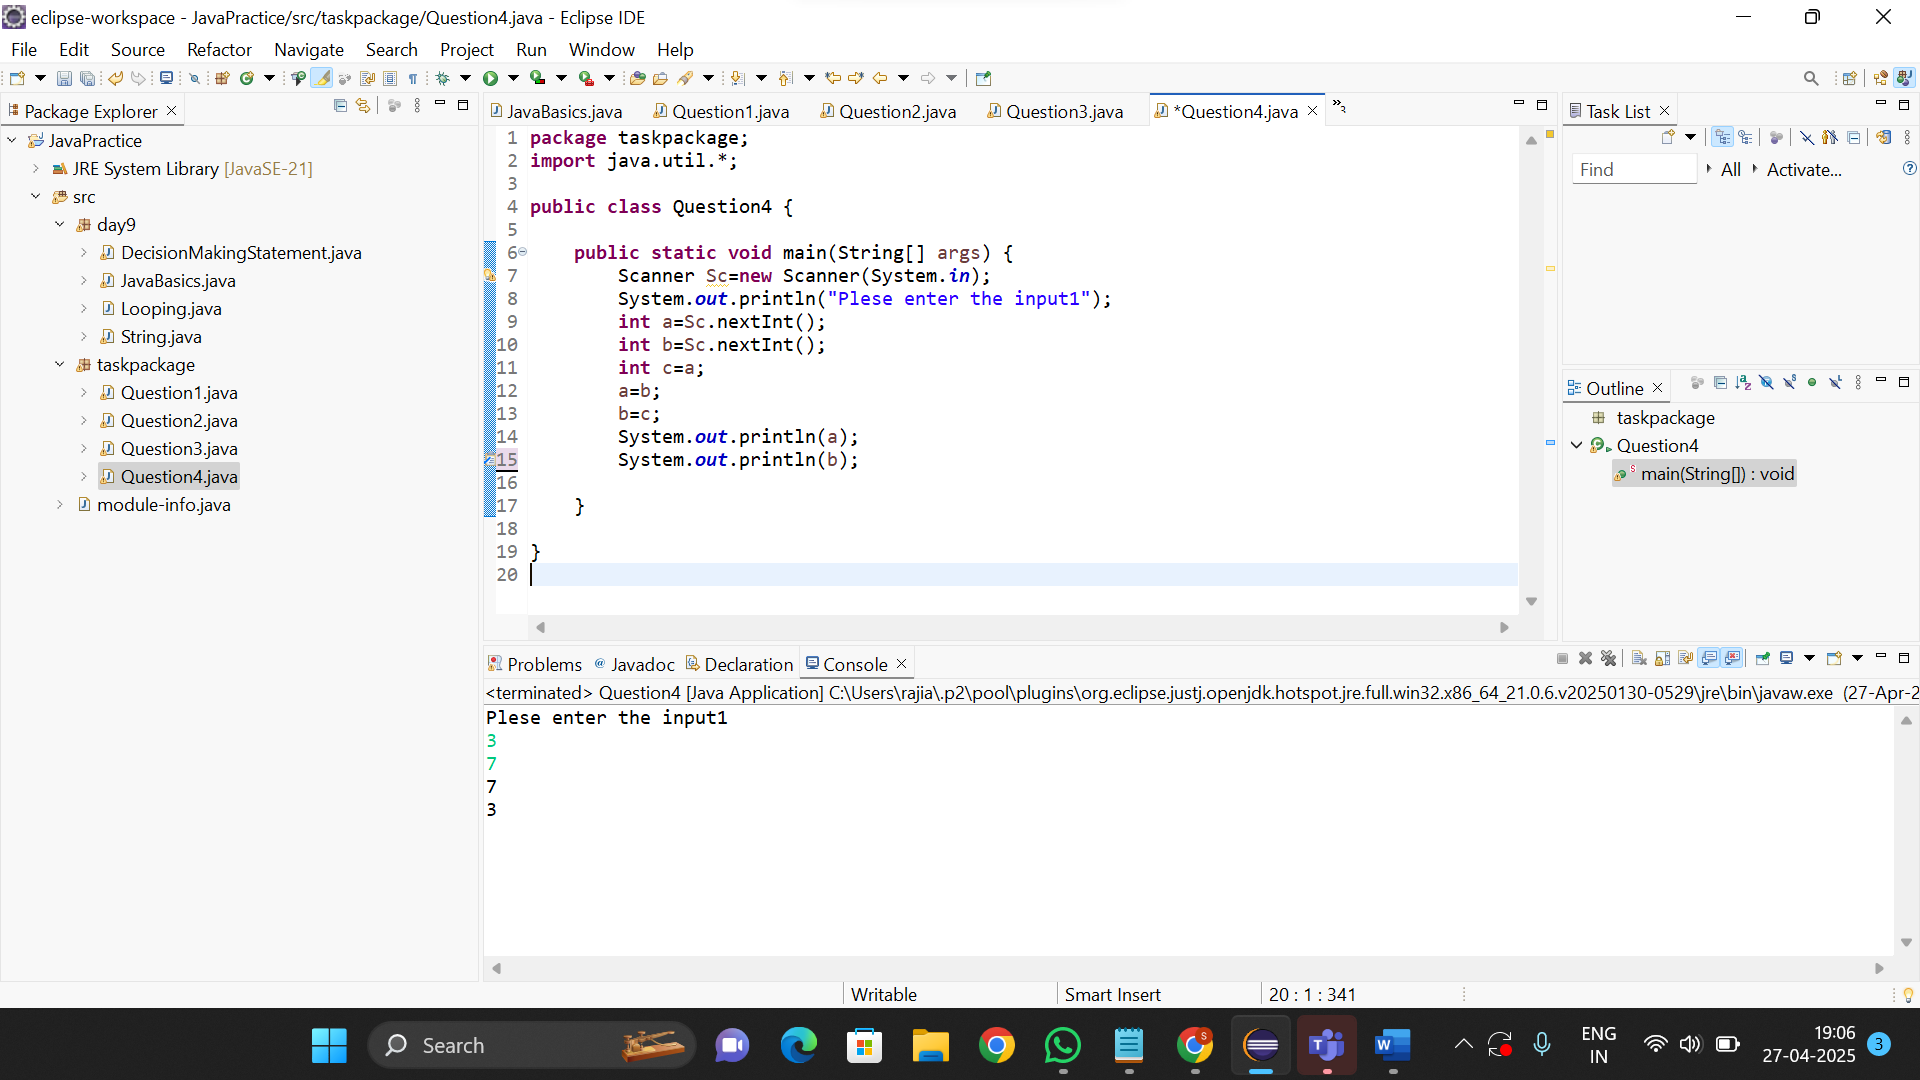 eclipse-workspace - JavaPractice/src/taskpackage/Question4.java - Eclipse IDE
File Edit Source Refactor Navigate Search Project Run Window Help
Package Explorer
JavaPractice
JRE System Library [JavaSE-21]
src
day9
DecisionMakingStatement.java
JavaBasics.java
Looping.java
String.java
taskpackage
Question1.java
Question2.java
Question3.java
Question4.java
module-info.java
JavaBasics.java Question1.java Question2.java Question3.java *Question4.java »3
1 package taskpackage;
2 import java.util.*;
3
4 public class Question4 {
5
6     public static void main(String[] args) {
7         Scanner Sc=new Scanner(System.in);
8         System.out.println("Plese enter the input1");
9         int a=Sc.nextInt();
10         int b=Sc.nextInt();
11         int c=a;
12         a=b;
13         b=c;
14         System.out.println(a);
15         System.out.println(b);
16
17     }
18
19 }
20
Task List
Find All Activate...
Outline
taskpackage
Question4
main(String[]) : void
Problems @ Javadoc Declaration Console
<terminated> Question4 [Java Application] C:\Users\rajia\.p2\pool\plugins\org.eclipse.justj.openjdk.hotspot.jre.full.win32.x86_64_21.0.6.v20250130-0529\jre\bin\javaw.exe (27-Apr-2
Plese enter the input1
3
7
7
3
Writable Smart Insert 20 : 1 : 341
Search
ENG
IN
19:06
27-04-2025
3